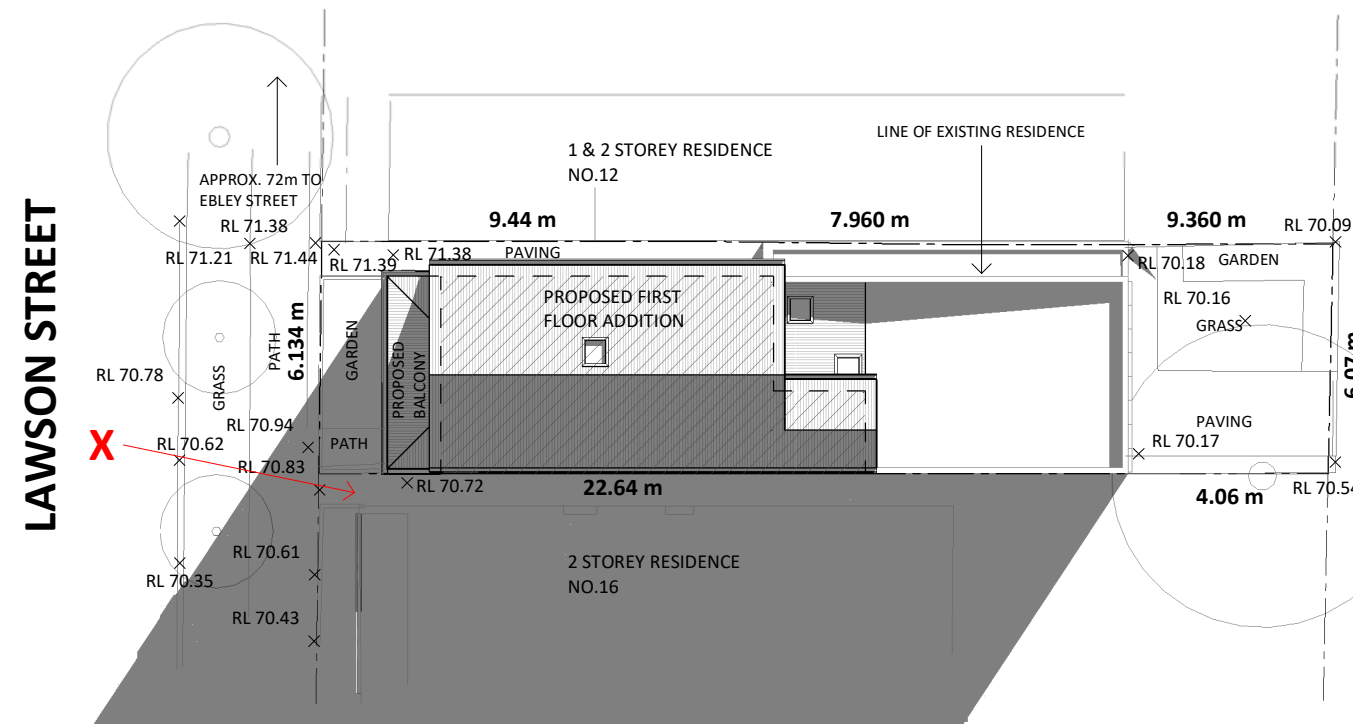 LAWSON STREET
APPROX. 72m TO
EBLEY STREET
1 & 2 STOREY RESIDENCE
NO.12
LINE OF EXISTING RESIDENCE
9.44 m
7.960 m
9.360 m
RL 70.09
RL 71.38
RL 71.21
RL 71.44
RL 71.39
RL 71.38
PAVING
RL 70.18
GARDEN
RL 70.16
GRASS
PROPOSED FIRST
FLOOR ADDITION
PROPOSED
BALCONY
GARDEN
6.134 m
PATH
GRASS
6.07 m
RL 70.78
RL 70.94
PATH
PAVING
X
RL 70.62
RL 70.83
RL 70.17
RL 70.72
22.64 m
4.06 m
RL 70.54
RL 70.61
2 STOREY RESIDENCE
NO.16
RL 70.35
RL 70.43